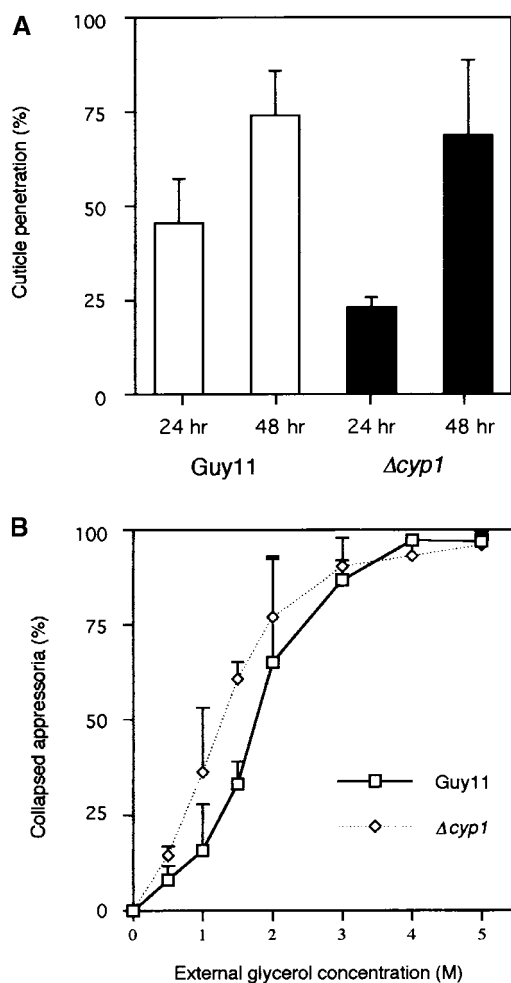 A
100
75
50
25
0
Cuticle penetration (%)
24 hr 48 hr 24 hr 48 hr
Guy11 Δcyp1
B
100
75
50
25
0
Collapsed appressoria (%)
Guy11
Δcyp1
0 1 2 3 4 5
External glycerol concentration (M)